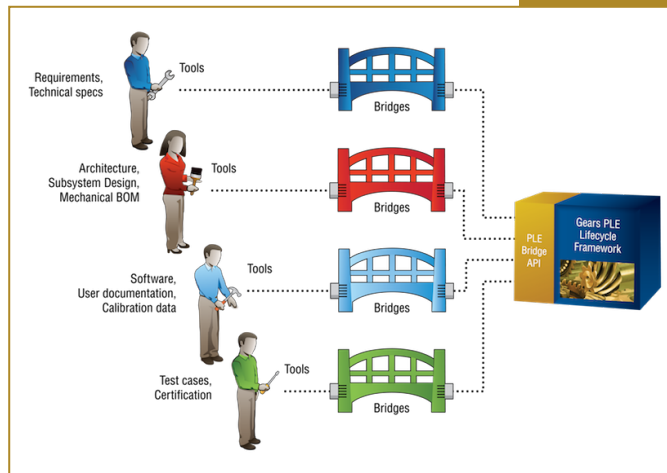 Requirements,
Technical specs
Tools
Bridges
Architecture,
Subsystem Design,
Mechanical BOM
Tools
Bridges
Software,
User documentation,
Calibration data
Tools
Bridges
Test cases,
Certification
Tools
Bridges
PLE
Bridge
API
Gears PLE
Lifecycle
Framework